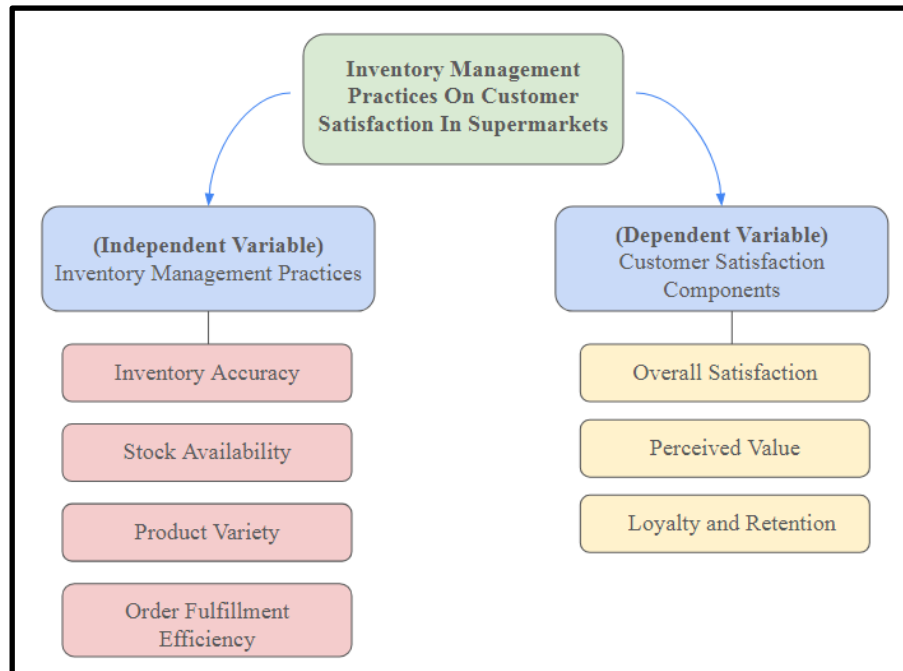 Inventory Management
Practices On Customer
Satisfaction In Supermarkets
(Independent Variable)
Inventory Management Practices
(Dependent Variable)
Customer Satisfaction
Components
Inventory Accuracy
Stock Availability
Product Variety
Order Fulfillment
Efficiency
Overall Satisfaction
Perceived Value
Loyalty and Retention